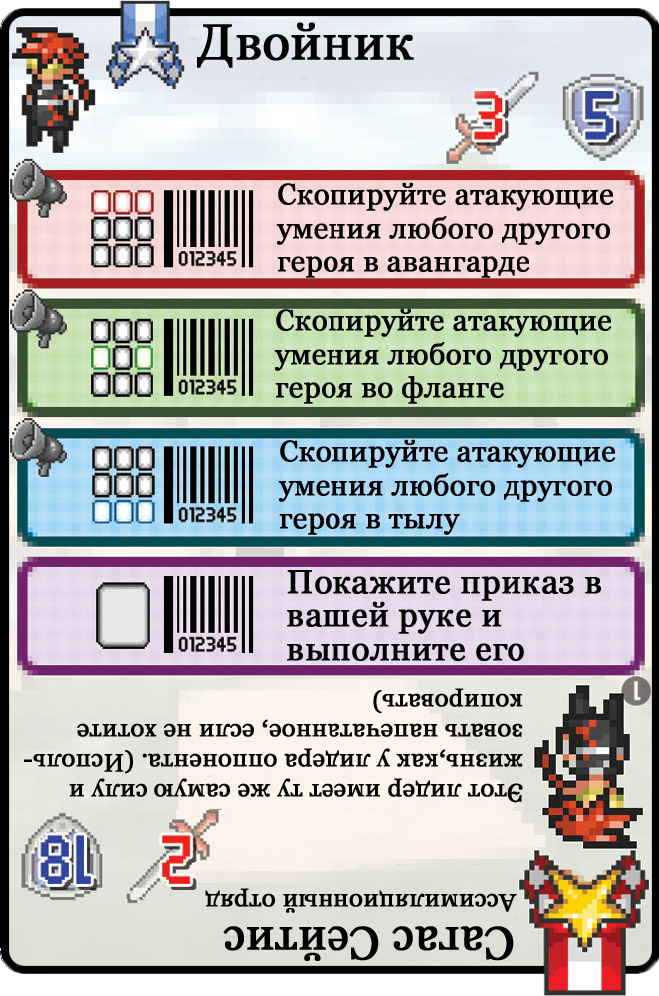 Двойник
3
5
Скопируйте атакующие
умения любого другого
героя в авангарде
012345
Скопируйте атакующие
умения любого другого
героя во фланге
012345
Скопируйте атакующие
умения любого другого
героя в тылу
012345
Покажите приказ в
вашей руке и
выполните его
012345
Сагас Сейтис
Ассимиляционный отряд
2
18
Этот лидер имеет ту же самую силу и
жизнь,как у лидера оппонента. (Исполь-
зовать напечатанное, если не хотите
копировать)
1